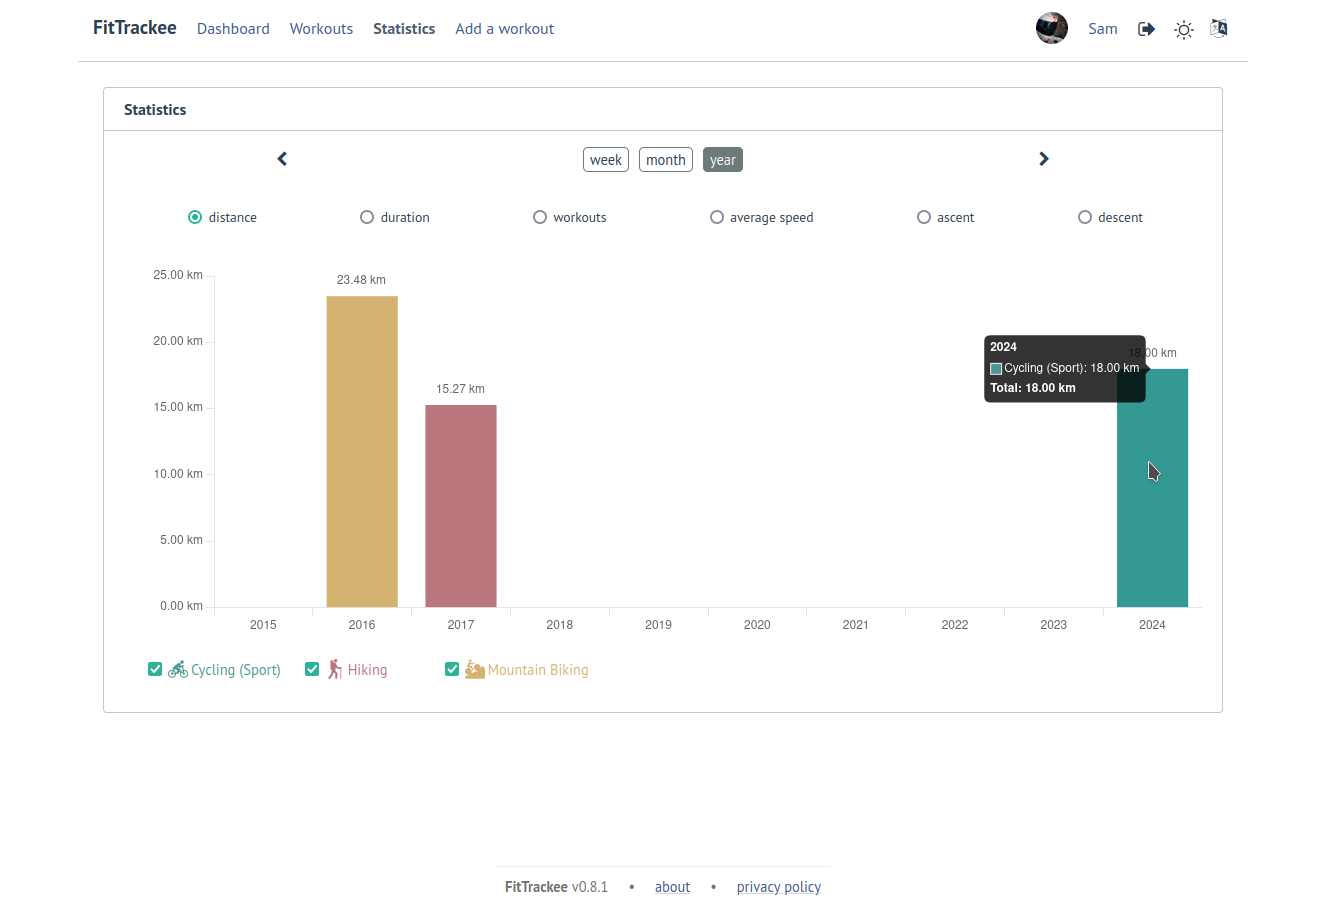 FitTrackee Dashboard Workouts Statistics Add a workout Sam
Statistics
week month year
distance duration workouts average speed ascent descent
25.00 km
20.00 km
15.00 km
10.00 km
5.00 km
0.00 km
23.48 km
15.27 km
18.00 km
2024
Cycling (Sport): 18.00 km
Total: 18.00 km
2015 2016 2017 2018 2019 2020 2021 2022 2023 2024
Cycling (Sport) Hiking Mountain Biking
FitTrackee v0.8.1 • about • privacy policy